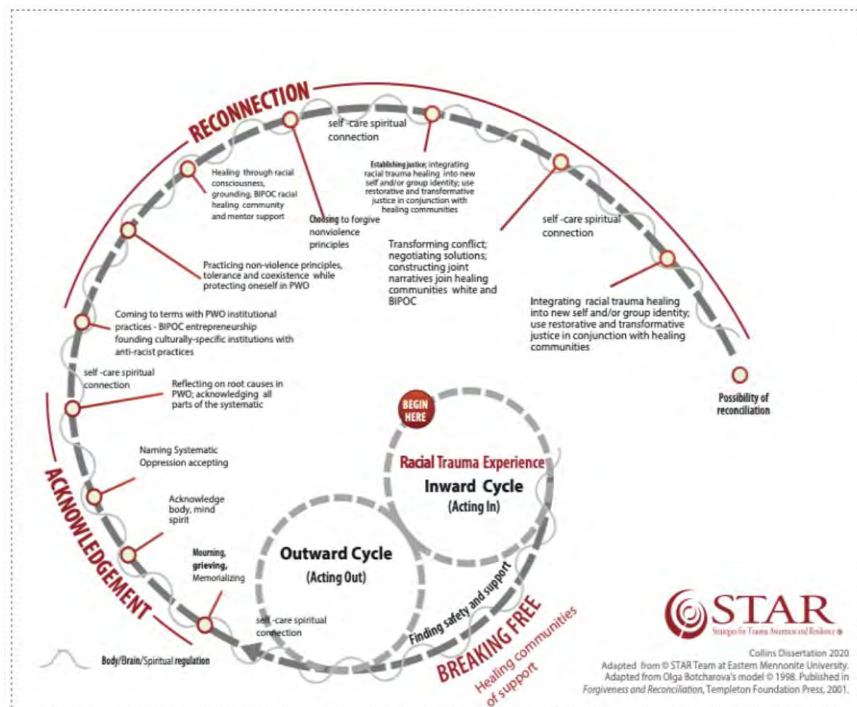 RECONNECTION
self -care spiritual
connection
Establishing justice; integrating
racial trauma healing
into new
self and/or group identity; use
restorative and transformative
justice in conjunction with
healing communities
Healing through racial
consciousness,
grounding, BIPOC racial
healing community
and mentor support
Choosing to forgive
nonviolence
principles
self -care spiritual
connection
Transforming conflict;
negotiating solutions;
constructing joint
narratives join healing
communities white and
BIPOC
Practicing non-violence principles,
tolerance and coexistence while
protecting oneself in PWO
Integrating racial trauma healing
into new self and/or group identity;
use restorative and transformative
justice in conjunction with healing
communities
Coming to terms with PWO institutional
practices - BIPOC entrepreneurship
founding culturally-specific institutions with
anti-racist practices
self -care spiritual
connection
Reflecting on root causes in
PWO; acknowledging all
parts of the systematic
Possibility of
reconciliation
BEGIN
HERE
Racial Trauma Experience
Inward Cycle
(Acting In)
ACKNOWLEDGEMENT
Naming Systematic
Oppression accepting
Acknowledge
body, mind
spirit
Mourning,
grieving,
Memorializing
Outward Cycle
(Acting Out)
self -care spiritual
connection
Finding safety and support
BREAKING FREE
Healing communities
of support
Body/Brain/Spiritual regulation
STAR
Strategies for Trauma Awareness and Resilience
Collins Dissertation 2020
Adapted from © STAR Team at Eastern Mennonite University.
Adapted from Olga Botcharova's model © 1998. Published in
Forgiveness and Reconciliation, Templeton Foundation Press, 2001.